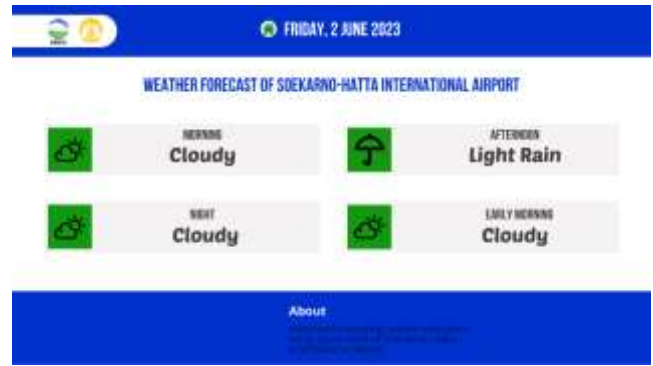 FRIDAY, 2 JUNE 2023
WEATHER FORECAST OF SOEKARNO-HATTA INTERNATIONAL AIRPORT
MORNING
Cloudy
AFTERNOON
Light Rain
NIGHT
Cloudy
EARLY MORNING
Cloudy
About